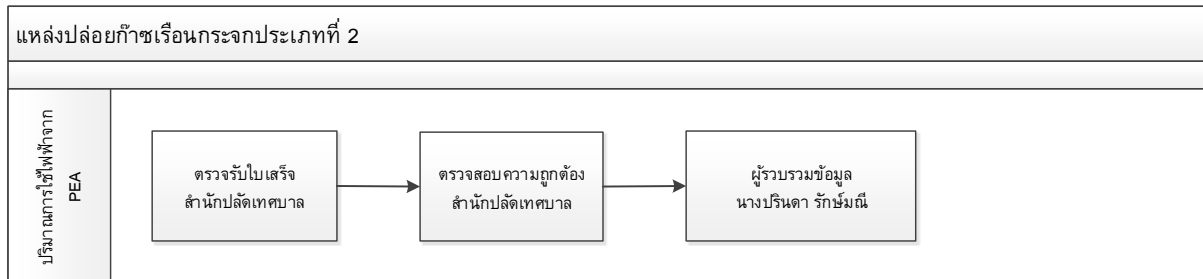 แหล่งปล่อยก๊าซเรือนกระจกประเภทที่ 2
ปริมาณการใช้ไฟฟ้าจาก
PEA
ตรวจรับใบเสร็จ
สำนักปลัดเทศบาล
ตรวจสอบความถูกต้อง
สำนักปลัดเทศบาล
ผู้รวบรวมข้อมูล
นางปรินดา รักษ์มณี